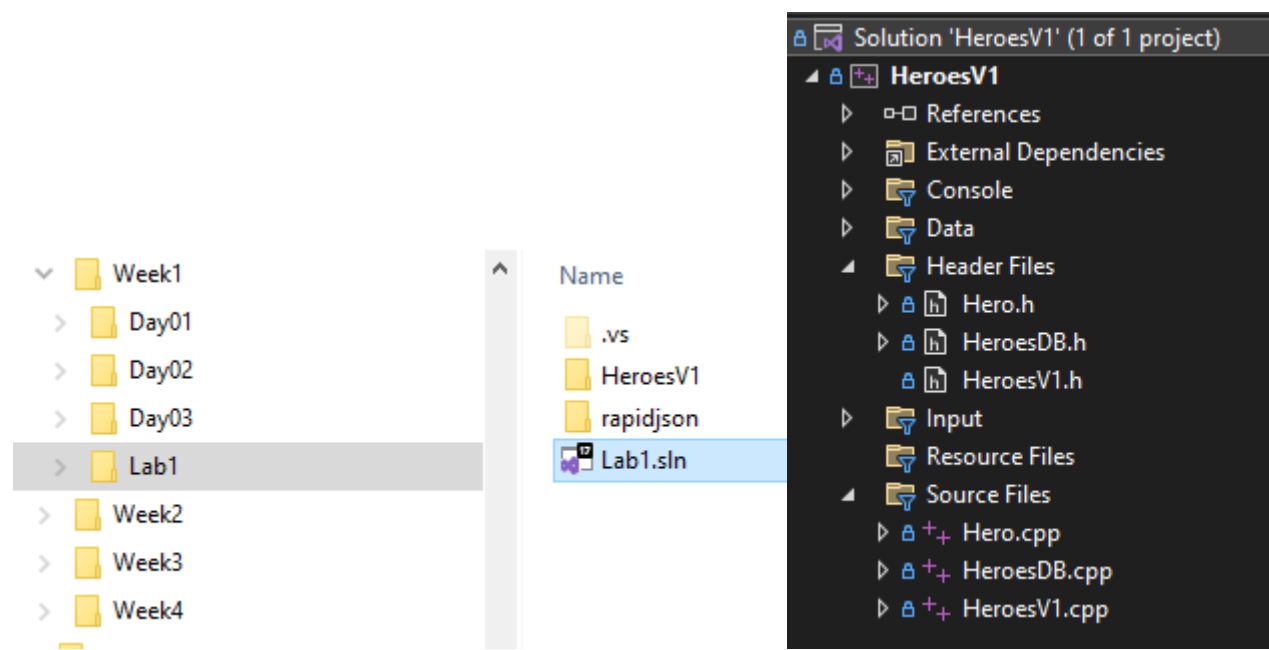 Week1
Day01
Day02
Day03
Lab1
Week2
Week3
Week4
Name
.vs
HeroesV1
rapidjson
17
Lab1.sln
Solution 'HeroesV1' (1 of 1 project)
HeroesV1
References
External Dependencies
Console
Data
Header Files
h Hero.h
h HeroesDB.h
h HeroesV1.h
Input
Resource Files
Source Files
++ Hero.cpp
++ HeroesDB.cpp
++ HeroesV1.cpp